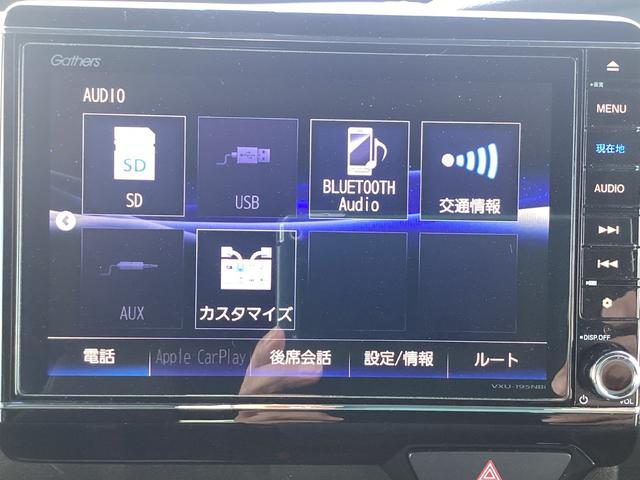 Gathers
AUDIO
SD
SD
USB
BLUETOOTH
Audio
交通情報
AUX
カスタマイズ
電話
Apple CarPlay
後席会話
設定/情報
ルート
VXU-195NBi
MENU
現在地
AUDIO
DISP.OFF
VOL